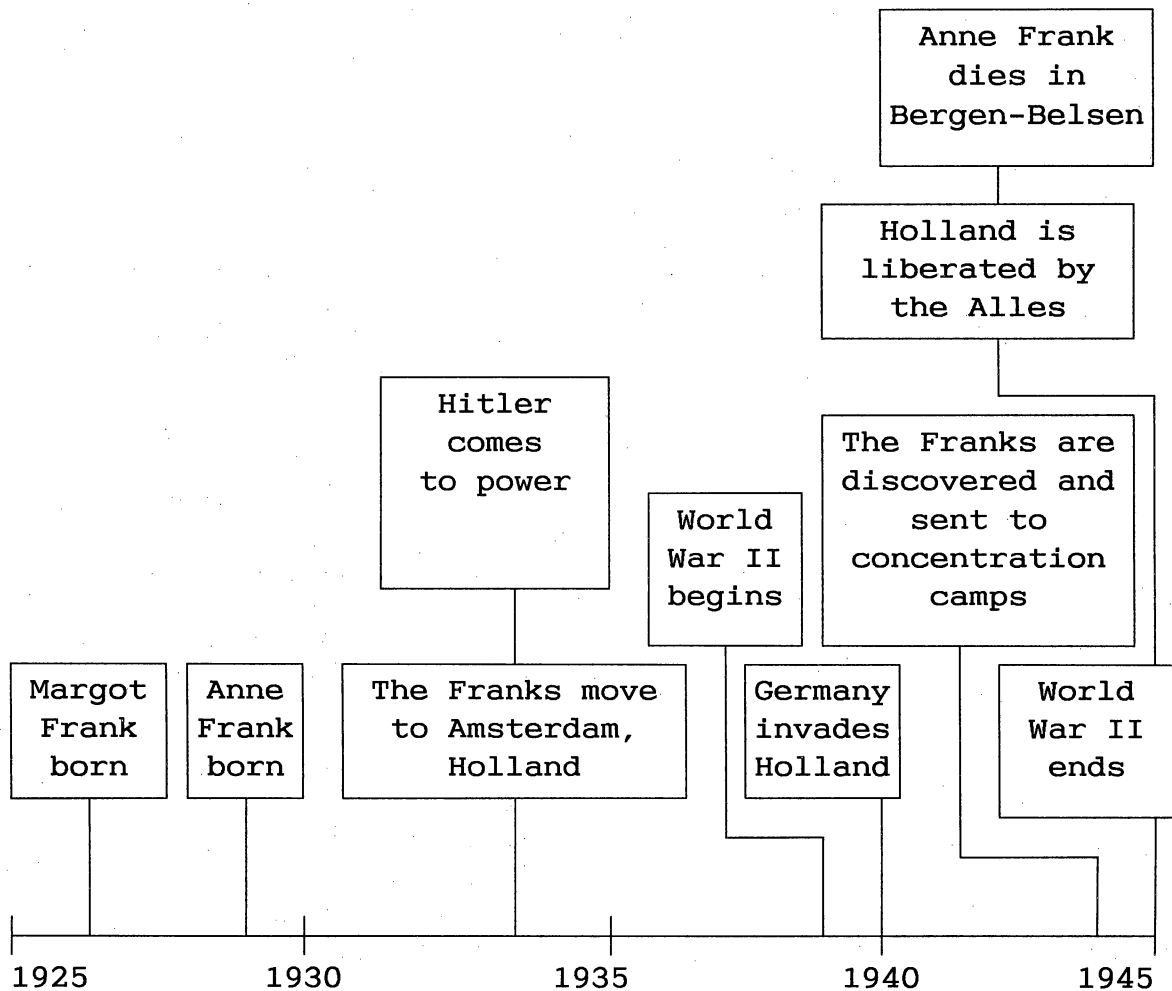 Anne Frank
dies in
Bergen-Belsen
Holland is
liberated by
the Alles
Hitler
comes
to power
The Franks are
discovered and
sent to
concentration
camps
World
War II
begins
Margot
Frank
born
Anne
Frank
born
The Franks move
to Amsterdam,
Holland
Germany
invades
Holland
World
War II
ends
1925
1930
1935
1940
1945